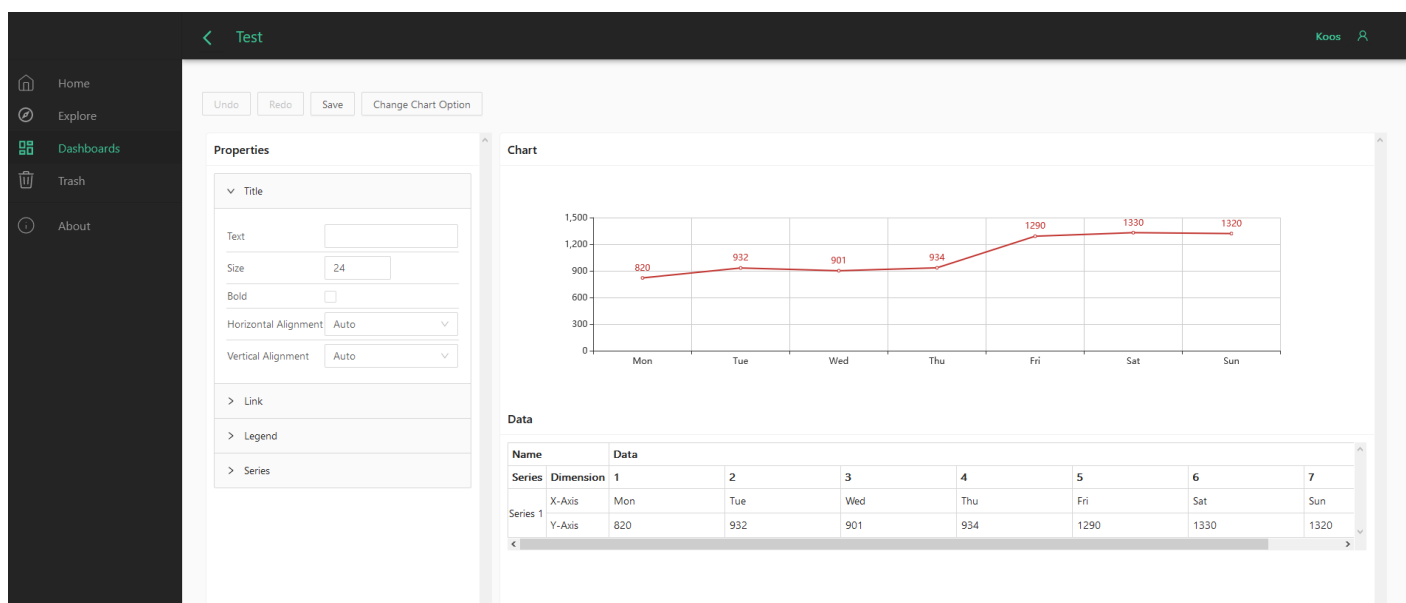 Test
Koos
Home
Explore
Dashboards
Trash
About
Undo Redo Save Change Chart Option
Properties
Title
Text
Size 24
Bold
Horizontal Alignment Auto
Vertical Alignment Auto
Link
Legend
Series
Chart
1,500
1,200
900
600
300
0
820 932 901 934 1290 1330 1320
Mon Tue Wed Thu Fri Sat Sun
Data
Name Data
Series Dimension 1 2 3 4 5 6 7
Series 1
X-Axis Mon Tue Wed Thu Fri Sat Sun
Y-Axis 820 932 901 934 1290 1330 1320